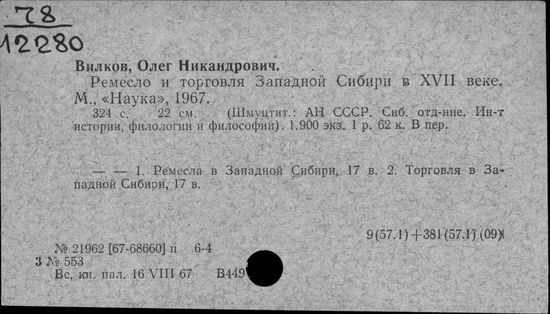 78
12280
Вилков, Олег Никандрович.
Ремесло и торговля Западной Сибири в XVII веке.
М., «Наука», 1967.
324 с. 22 см. (Шмуцтит.: АН СССР. Сиб. отд-ние. Ин-т
истории, филологии и философии). 1.900 экз. 1 р. 62 к. В пер.
— — 1. Ремесла в Западной Сибири, 17 в. 2. Торговля в За-
падной Сибири, 17 в.
9(57.1)+381(57.1)(09)
№ 21962 [67-68660] п 6-4
3 № 553
Вс. кн. пал. 16 VIII 67 В449